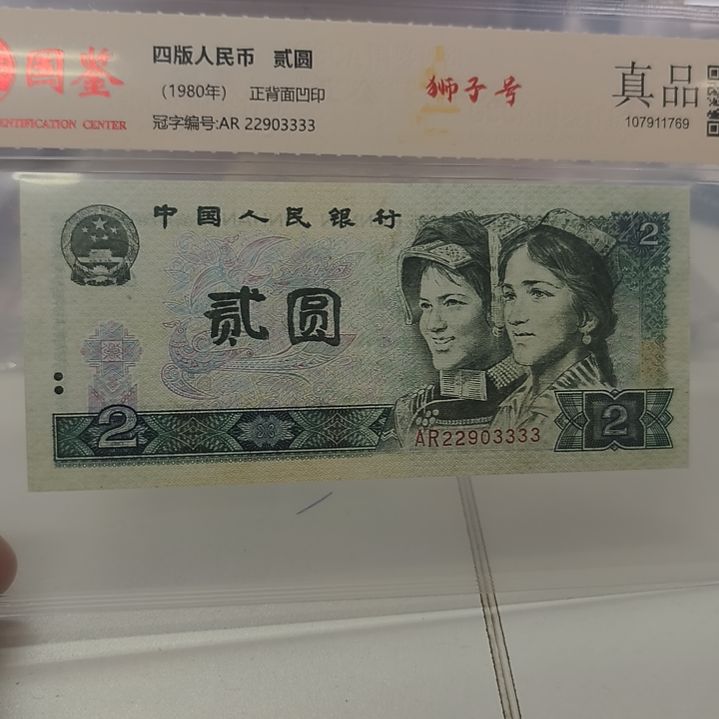 国鉴
ENTIFICATION CENTER
四版人民币 贰圆
(1980年) 正背面凹印
冠字编号:AR 22903333
狮子号
真品
107911769
中国人民银行
2
贰圆
2
AR22903333
2